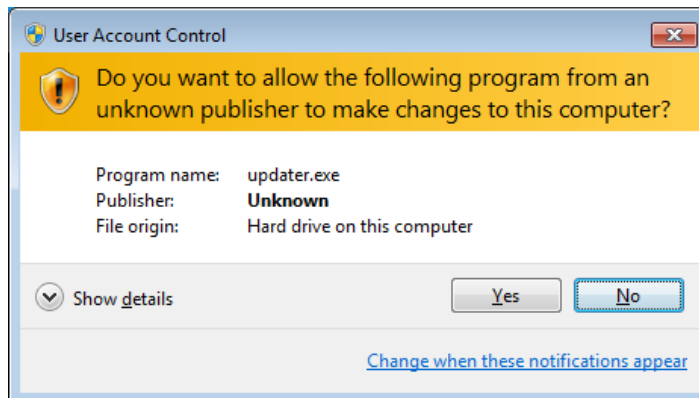 User Account Control
Do you want to allow the following program from an
unknown publisher to make changes to this computer?
Program name: updater.exe
Publisher: Unknown
File origin: Hard drive on this computer
Show details
Yes No
Change when these notifications appear